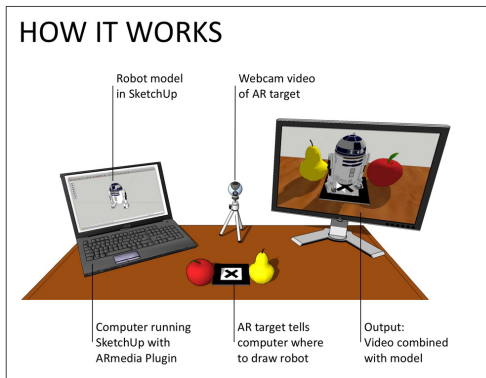 HOW IT WORKS
Robot model
in SketchUp
Webcam video
of AR target
Computer running
SketchUp with
ARmedia Plugin
AR target tells
computer where
to draw robot
Output:
Video combined
with model